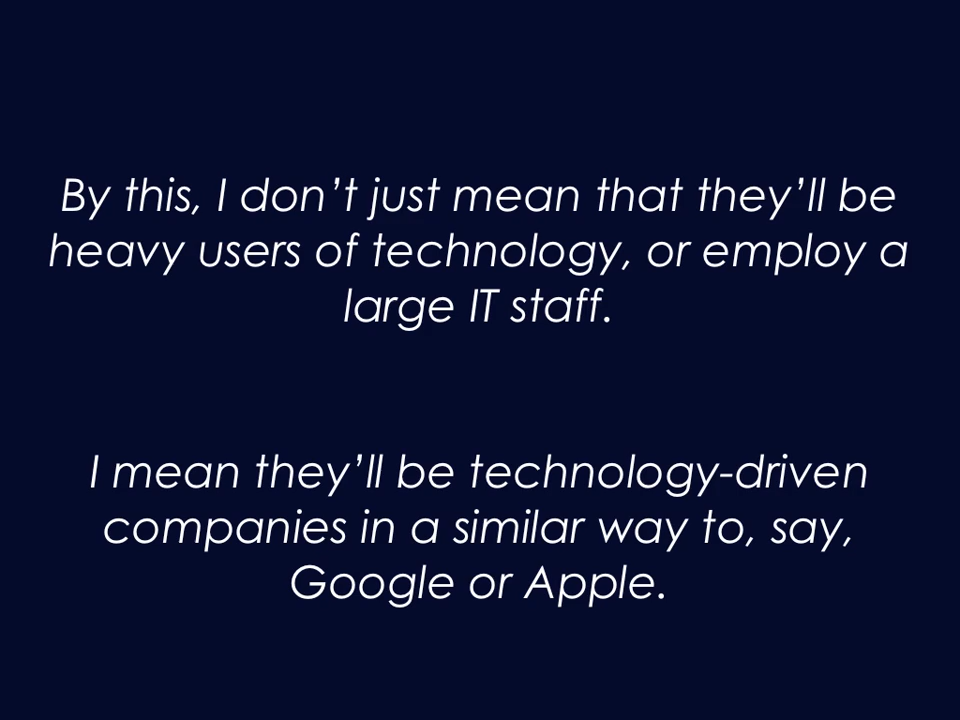 By this, I don’t just mean that they’ll be
heavy users of technology, or employ a
large IT staff.
I mean they’ll be technology-driven
companies in a similar way to, say,
Google or Apple.